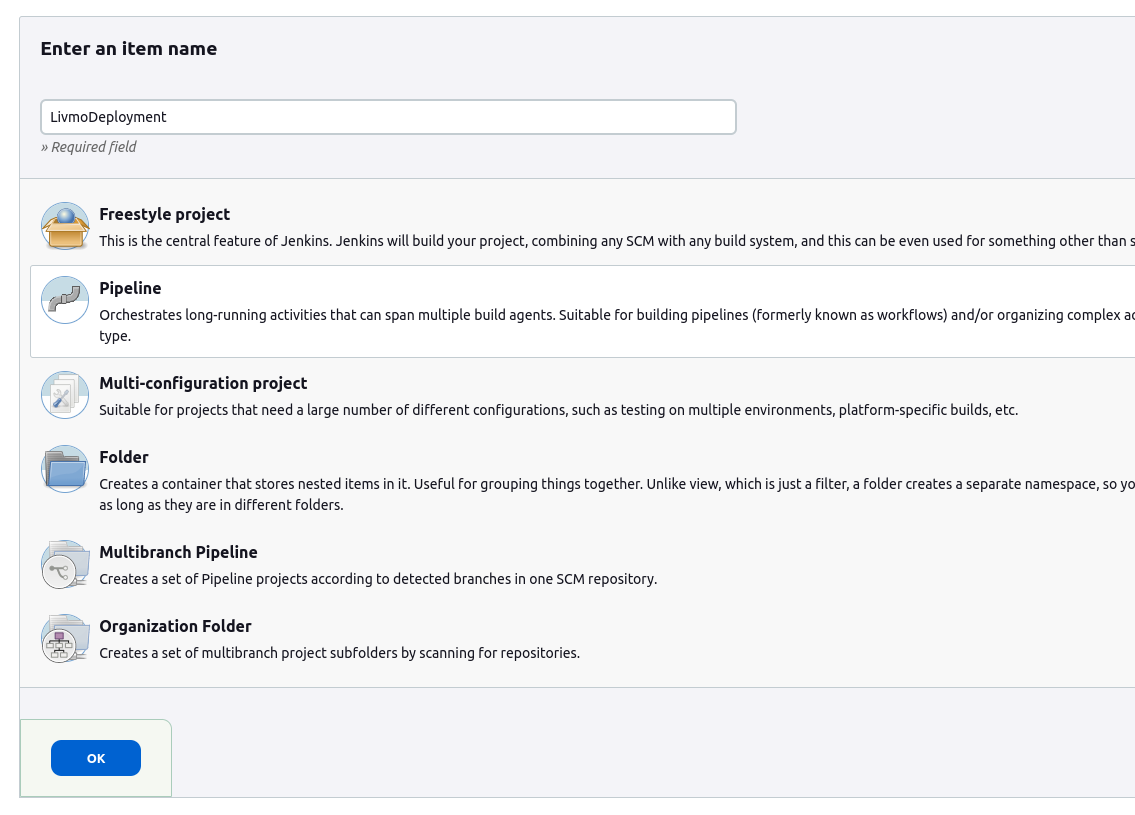 Enter an item name
LivmoDeployment
» Required field
Freestyle project
This is the central feature of Jenkins. Jenkins will build your project, combining any SCM with any build system, and this can be even used for something other than s
Pipeline
Orchestrates long-running activities that can span multiple build agents. Suitable for building pipelines (formerly known as workflows) and/or organizing complex ac
type.
Multi-configuration project
Suitable for projects that need a large number of different configurations, such as testing on multiple environments, platform-specific builds, etc.
Folder
Creates a container that stores nested items in it. Useful for grouping things together. Unlike view, which is just a filter, a folder creates a separate namespace, so yo
as long as they are in different folders.
Multibranch Pipeline
Creates a set of Pipeline projects according to detected branches in one SCM repository.
Organization Folder
Creates a set of multibranch project subfolders by scanning for repositories.
OK